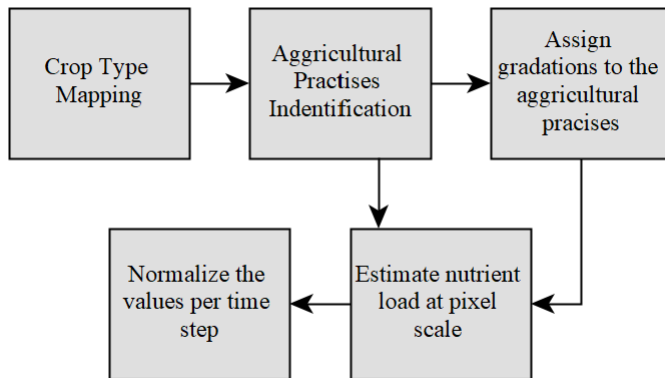 Crop Type
Mapping
Aggricultural
Practises
Indentification
Assign
gradations to the
aggricultural
pracises
Normalize the
values per time
step
Estimate nutrient
load at pixel
scale